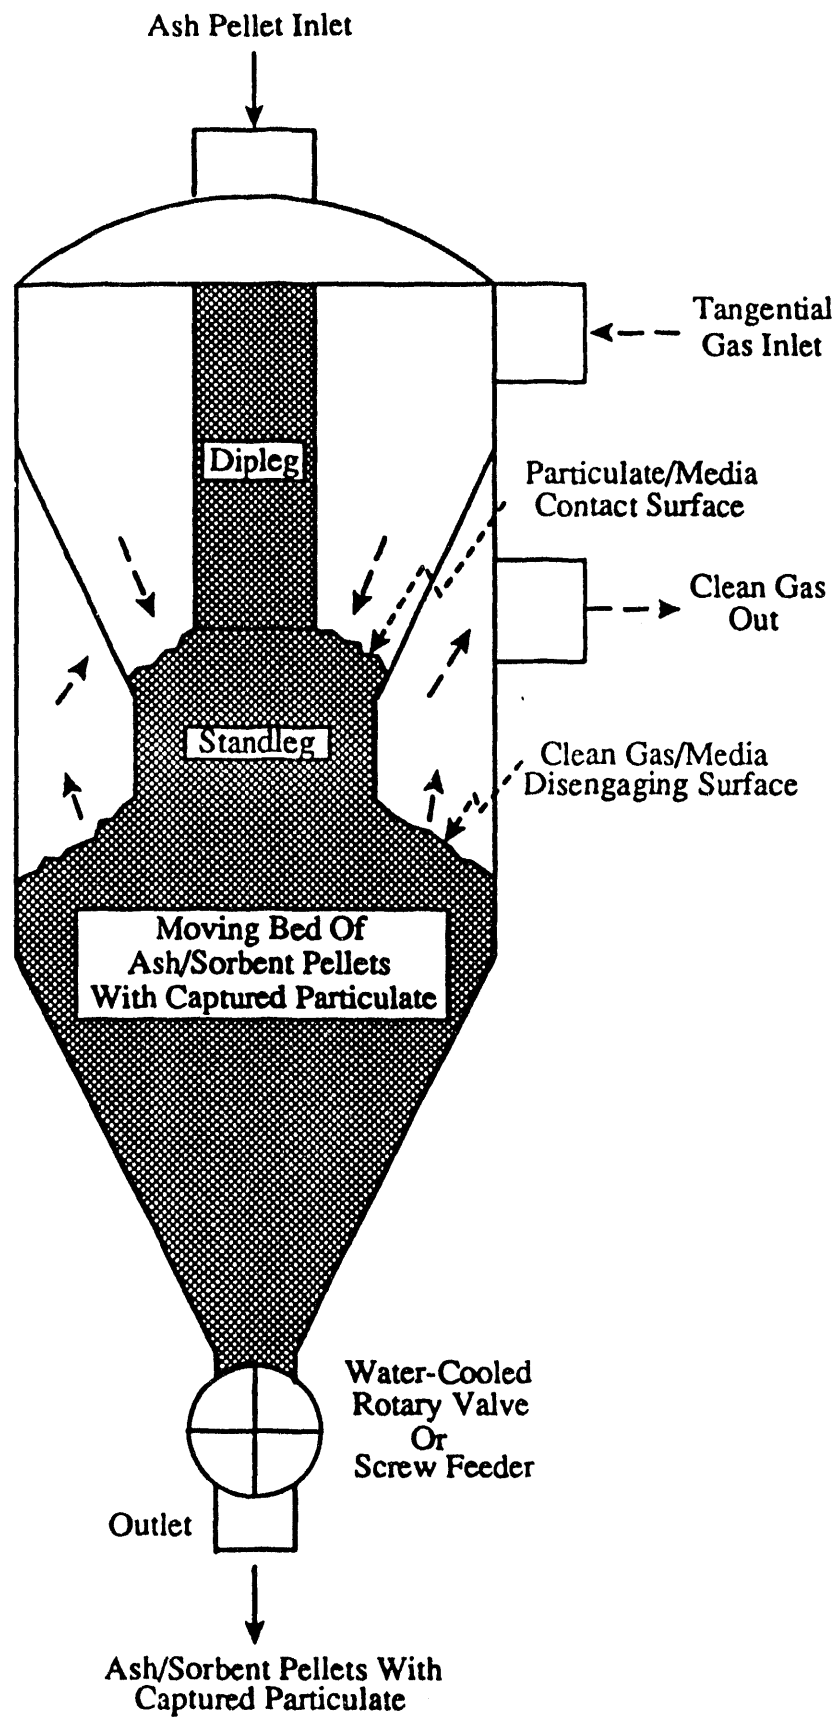 Ash Pellet Inlet
Tangential
Gas Inlet
Dipleg
Particulate/Media
Contact Surface
Clean Gas
Out
Standleg
Clean Gas/Media
Disengaging Surface
Moving Bed Of
Ash/Sorbent Pellets
With Captured Particulate
Water-Cooled
Rotary Valve
Or
Screw Feeder
Outlet
Ash/Sorbent Pellets With
Captured Particulate